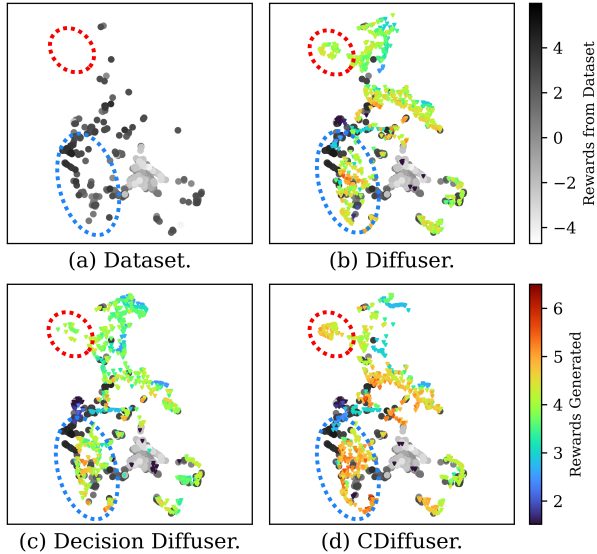 4
2
0
−2
−4
Rewards from Dataset
(a) Dataset.
(b) Diffuser.
6
5
4
3
2
Rewards Generated
(c) Decision Diffuser.
(d) CDiffuser.